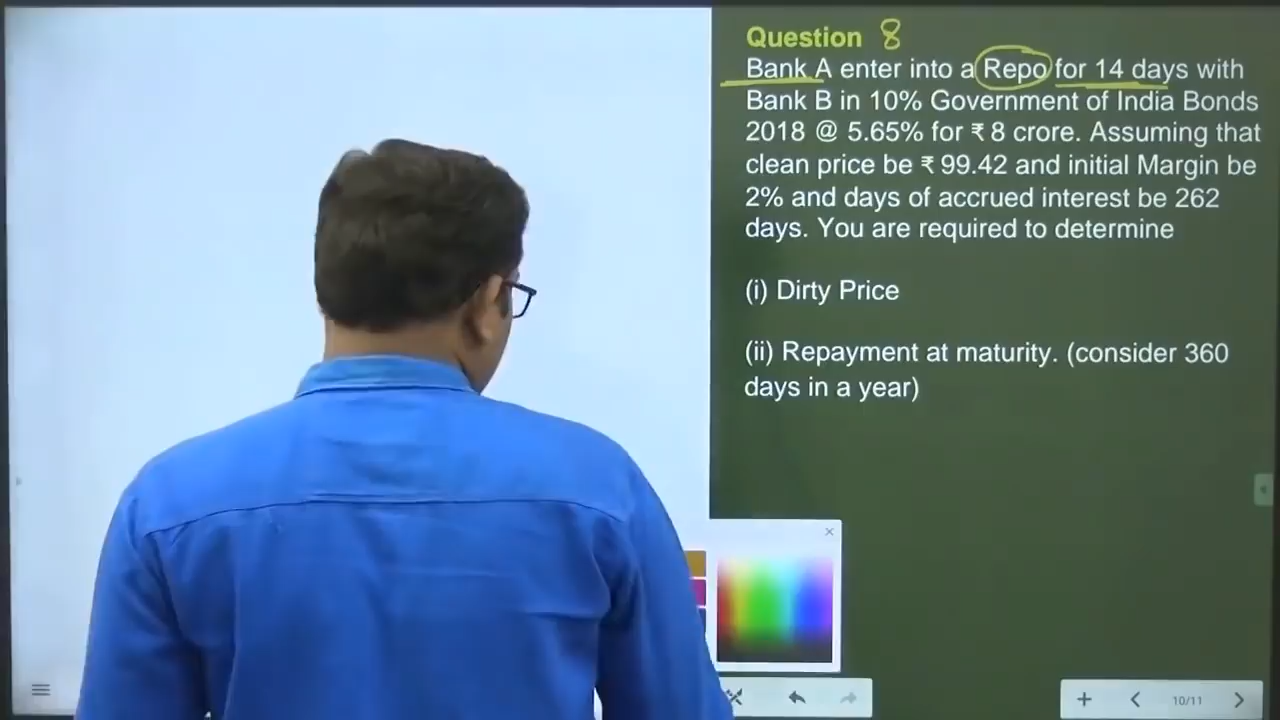 Question 8
Bank A enter into a Repo for 14 days with
Bank B in 10% Government of India Bonds
2018 @ 5.65% for ₹ 8 crore. Assuming that
clean price be ₹ 99.42 and initial Margin be
2% and days of accrued interest be 262
days. You are required to determine
(i) Dirty Price
(ii) Repayment at maturity. (consider 360
days in a year)
10/11